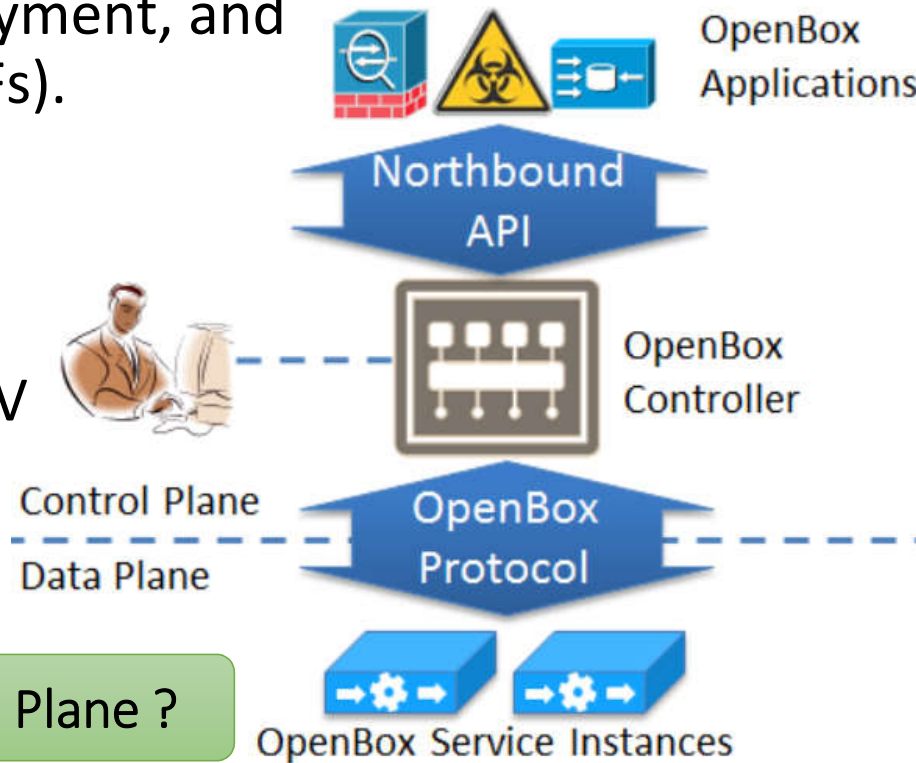 yment, and
Fs).
OpenBox
Applications
Northbound
API
OpenBox
Controller
V
Control Plane
OpenBox
Protocol
Data Plane
Plane ?
OpenBox Service Instances